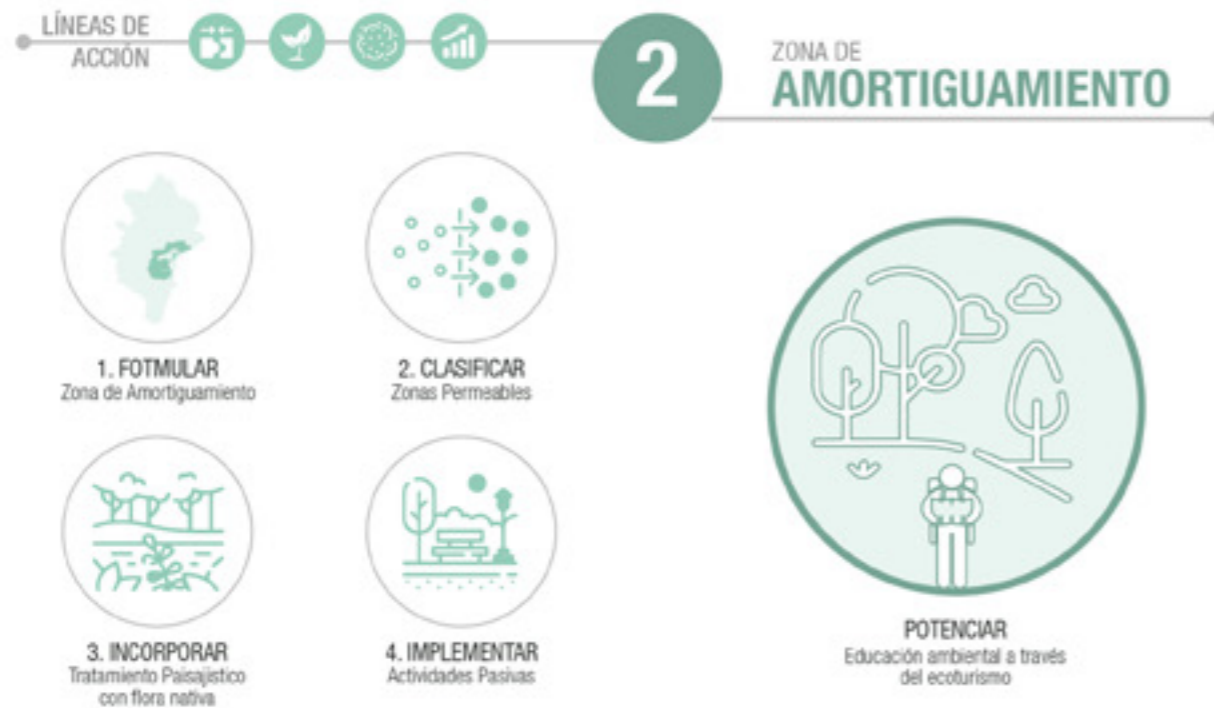 LÍNEAS DE
ACCIÓN
2
ZONA DE
AMORTIGUAMIENTO
1. FOTMULAR
Zona de Amortiguamiento
2. CLASIFICAR
Zonas Permeables
3. INCORPORAR
Tratamiento Paisajístico
con flora nativa
4. IMPLEMENTAR
Actividades Pasivas
POTENCIAR
Educación ambiental a través
del ecoturismo